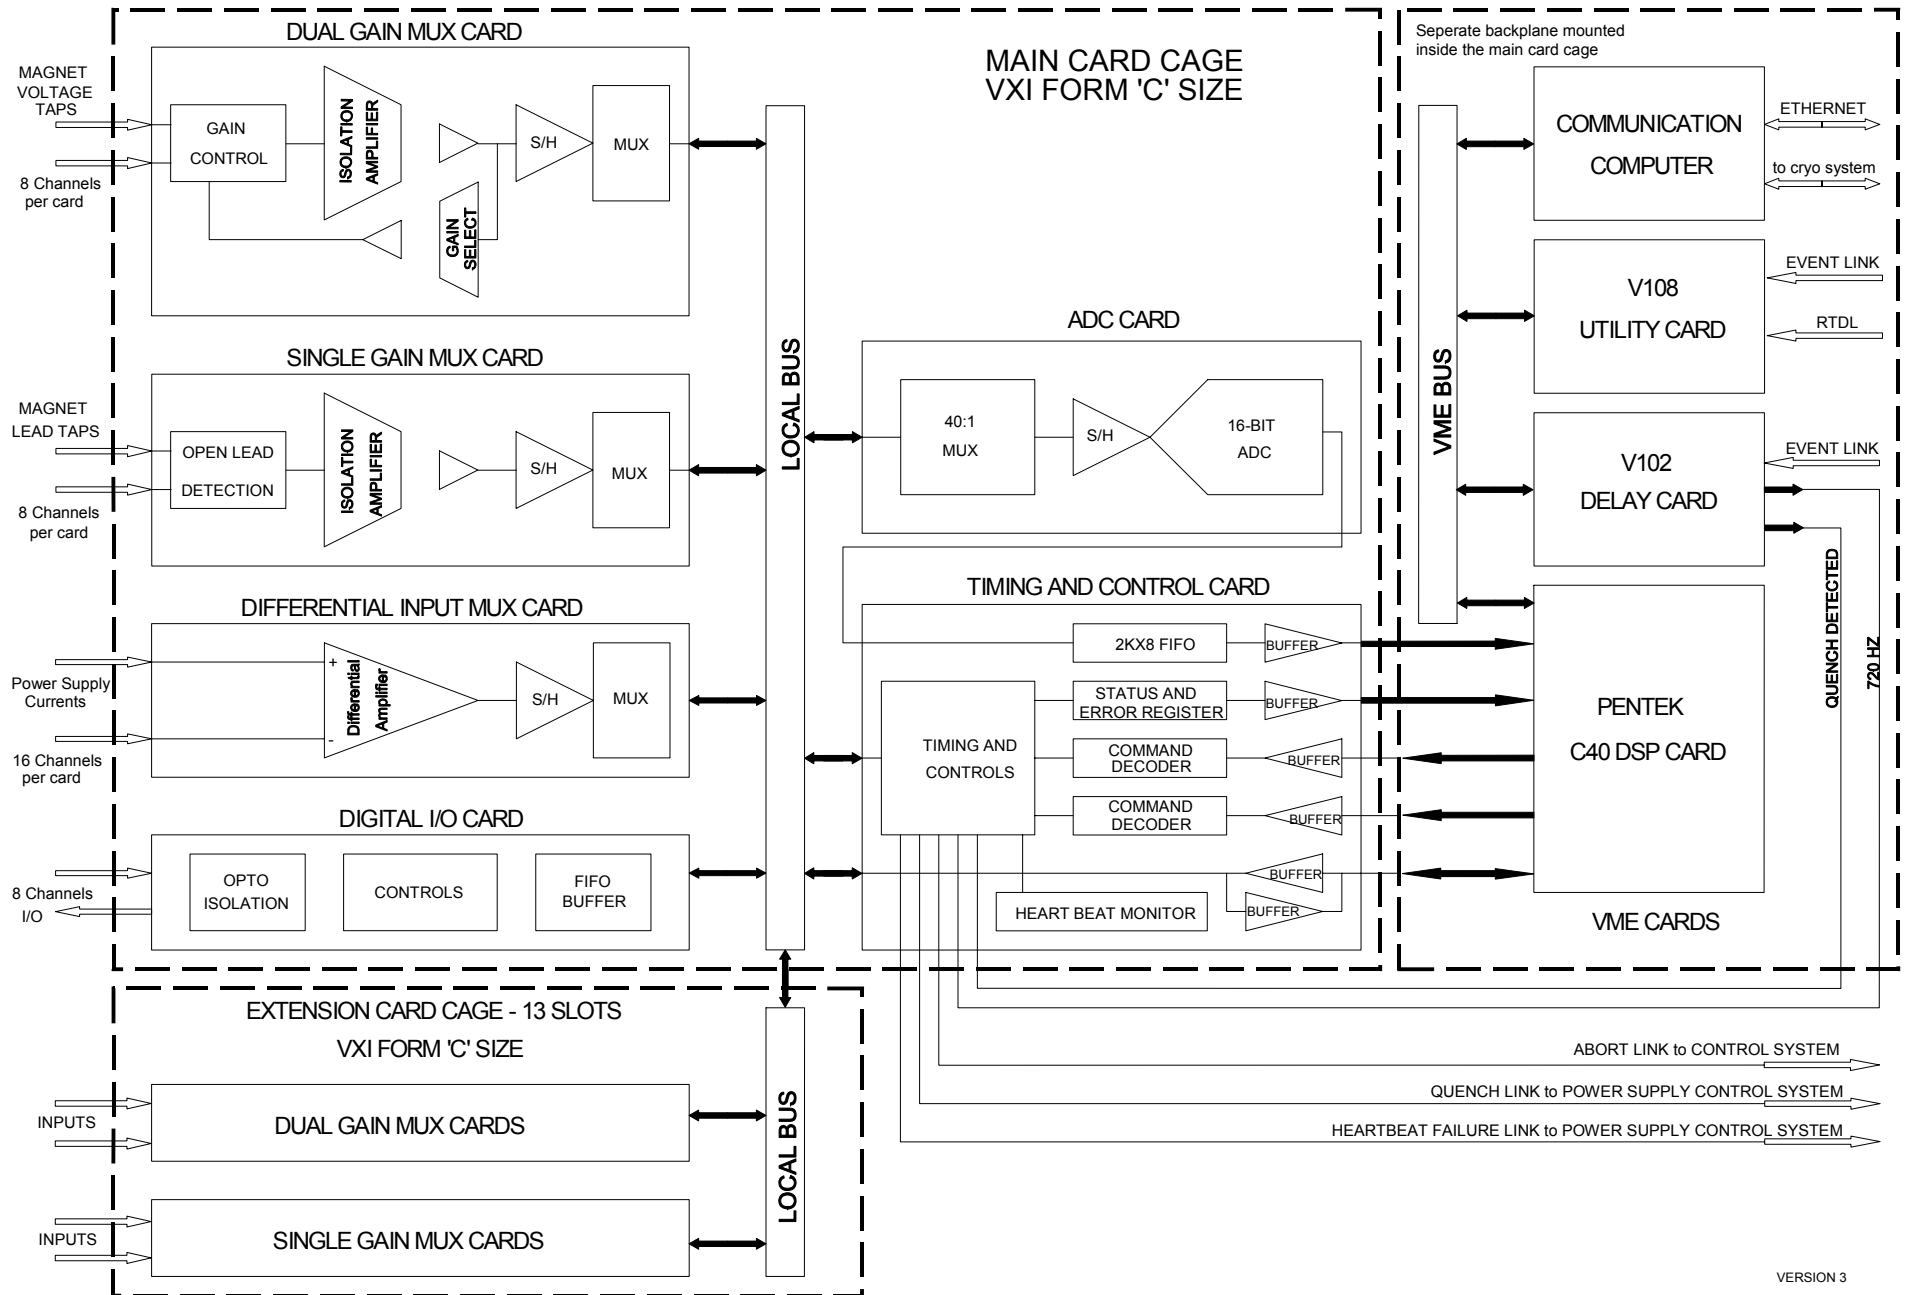 DUAL GAIN MUX CARD
MAIN CARD CAGE
VXI FORM 'C' SIZE
Seperate backplane mounted
inside the main card cage
MAGNET
VOLTAGE
TAPS
8 Channels
per card
GAIN
CONTROL
ISOLATION
AMPLIFIER
GAIN
SELECT
S/H
MUX
SINGLE GAIN MUX CARD
MAGNET
LEAD TAPS
8 Channels
per card
OPEN LEAD
DETECTION
ISOLATION
AMPLIFIER
S/H
MUX
DIFFERENTIAL INPUT MUX CARD
Power Supply
Currents
16 Channels
per card
+
-
Differential
Amplifier
S/H
MUX
DIGITAL I/O CARD
8 Channels
I/O
OPTO
ISOLATION
CONTROLS
FIFO
BUFFER
LOCAL BUS
ADC CARD
40:1
MUX
S/H
16-BIT
ADC
TIMING AND CONTROL CARD
2KX8 FIFO
BUFFER
STATUS AND
ERROR REGISTER
BUFFER
TIMING AND
CONTROLS
COMMAND
DECODER
BUFFER
COMMAND
DECODER
BUFFER
BUFFER
BUFFER
HEART BEAT MONITOR
VME BUS
COMMUNICATION
COMPUTER
ETHERNET
to cryo system
V108
UTILITY CARD
EVENT LINK
RTDL
V102
DELAY CARD
EVENT LINK
QUENCH DETECTED
720 HZ
PENTEK
C40 DSP CARD
VME CARDS
EXTENSION CARD CAGE - 13 SLOTS
VXI FORM 'C' SIZE
INPUTS
DUAL GAIN MUX CARDS
INPUTS
SINGLE GAIN MUX CARDS
LOCAL BUS
ABORT LINK to CONTROL SYSTEM
QUENCH LINK to POWER SUPPLY CONTROL SYSTEM
HEARTBEAT FAILURE LINK to POWER SUPPLY CONTROL SYSTEM
VERSION 3